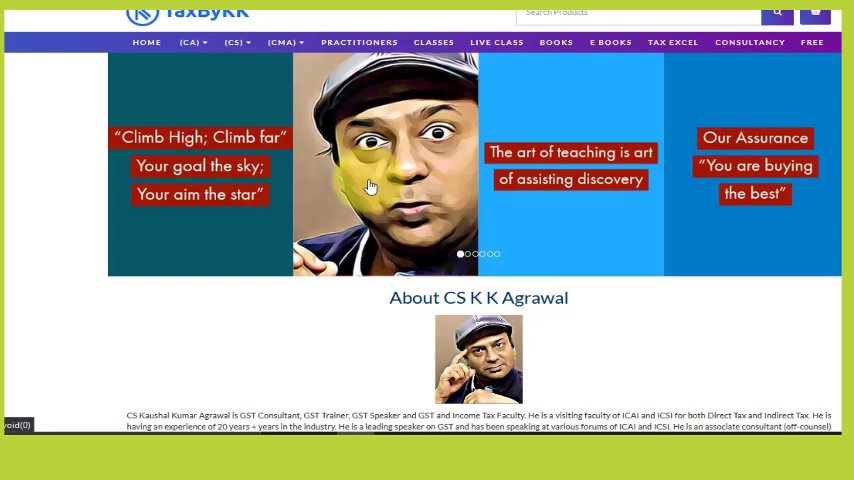 TaxByKK
Search Products
HOME (CA) (CS) (CMA) PRACTITIONERS CLASSES LIVE CLASS BOOKS E BOOKS TAX EXCEL CONSULTANCY FREE
“Climb High; Climb far”
Your goal the sky;
Your aim the star”
The art of teaching is art
of assisting discovery
Our Assurance
“You are buying
the best”
About CS K K Agrawal
CS Kaushal Kumar Agrawal is GST Consultant, GST Trainer, GST Speaker and GST and Income Tax Faculty. He is a visiting faculty of ICAI and ICSI for both Direct Tax and Indirect Tax. He is
having an experience of 20 years + years in the industry. He is a leading speaker on GST and has been speaking at various forums of ICAI and ICSI. He is an associate consultant (off-counsel)
void(0)